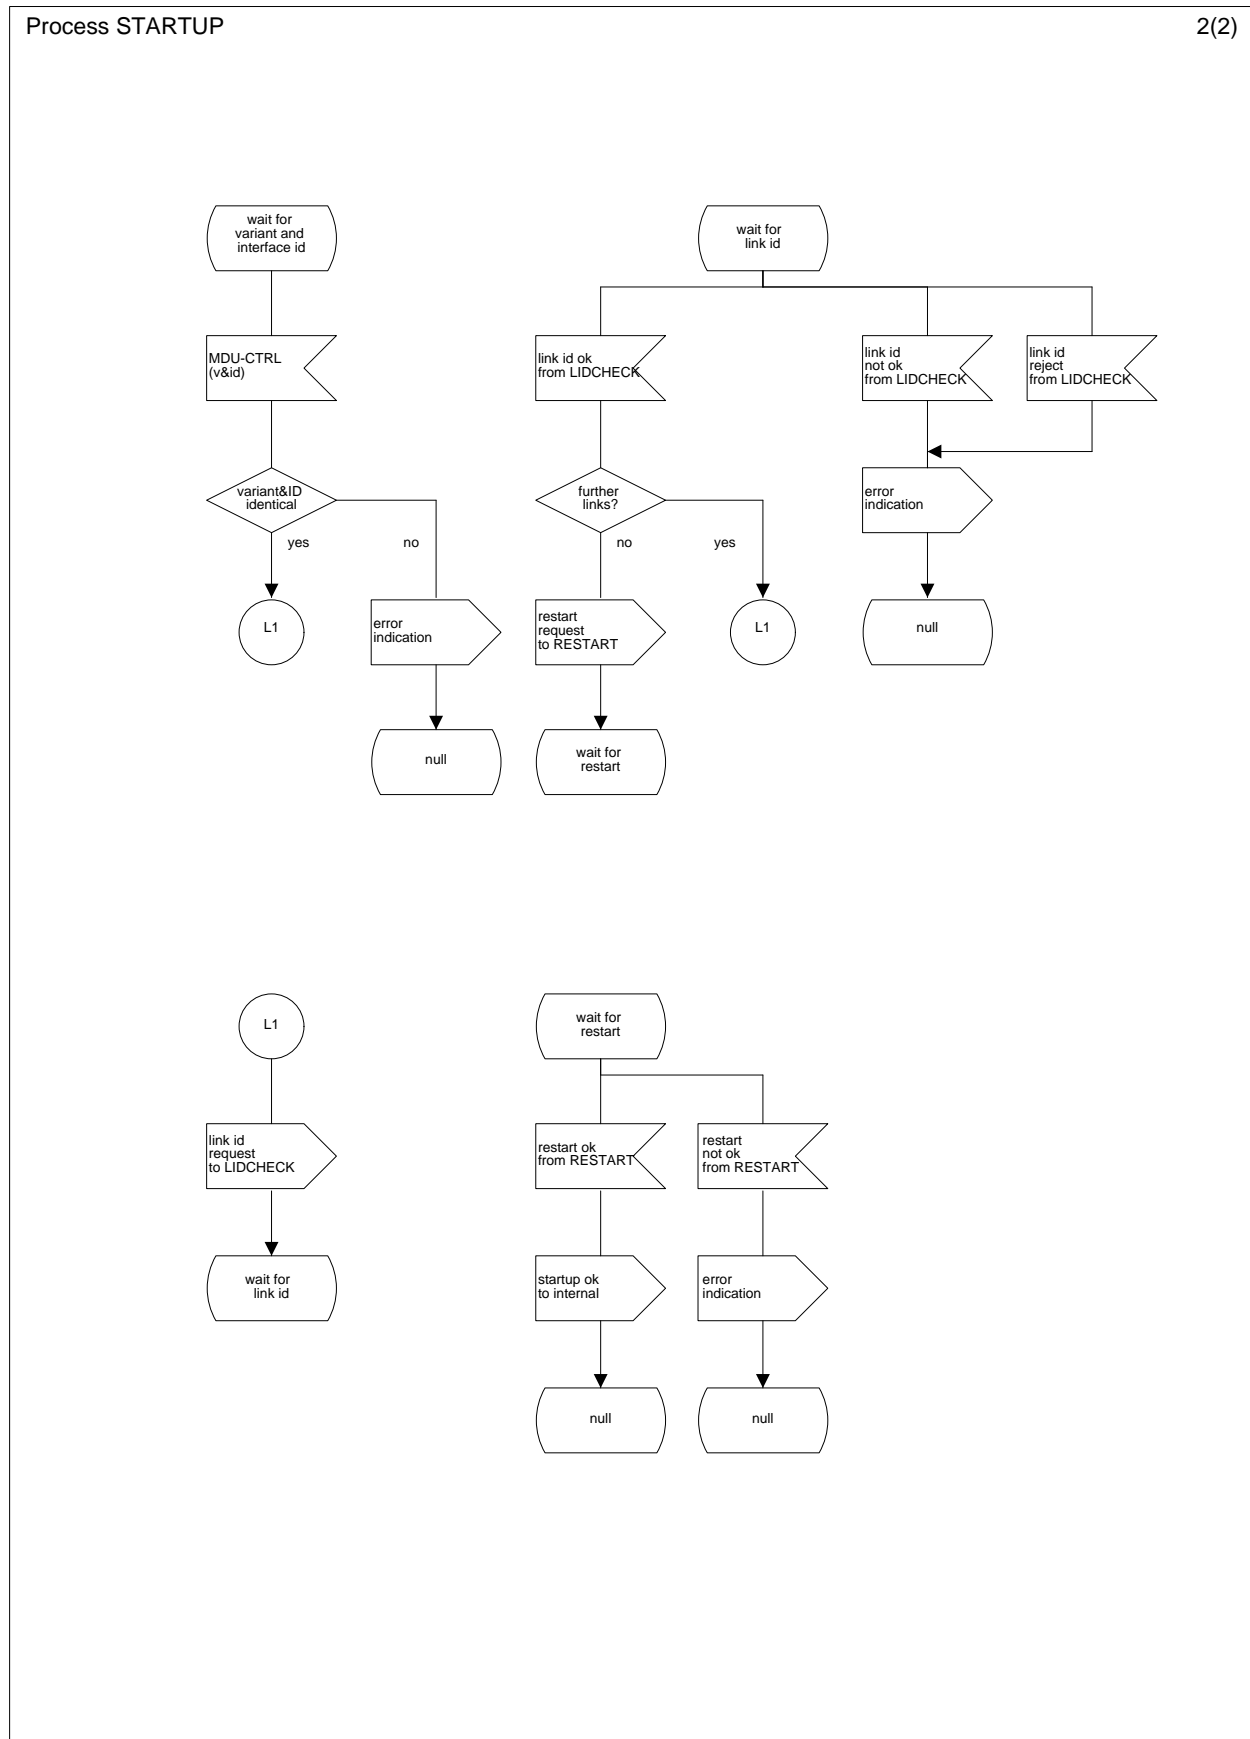 Process STARTUP
2(2)
wait for
variant and
interface id
wait for
link id
MDU-CTRL
(v&id)
link id ok
from LIDCHECK
link id
not ok
from LIDCHECK
link id
reject
from LIDCHECK
variant&ID
identical
further
links?
error
indication
yes
no
no
yes
L1
error
indication
restart
request
to RESTART
L1
null
null
wait for
restart
L1
wait for
restart
link id
request
to LIDCHECK
restart ok
from RESTART
restart
not ok
from RESTART
wait for
link id
startup ok
to internal
error
indication
null
null